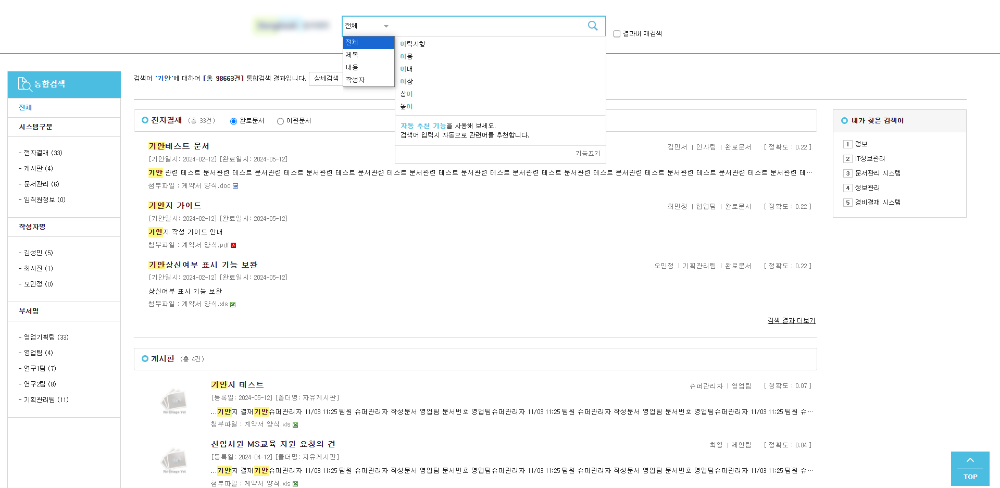 전체
결과내 재검색
전체
제목
내용
작성자
이력사항
이용
이내
이상
상이
높이
자동 추천 기능을 사용해 보세요.
검색어 입력시 자동으로 관련어를 추천합니다.
기능끄기
통합검색
전체
시스템구분
- 전자결재 (33)
- 게시판 (4)
- 문서관리 (6)
- 임직원정보 (0)
작성자명
- 김성민 (5)
- 최시진 (1)
- 오민정 (0)
부서명
- 영업기획팀 (33)
- 영업팀 (4)
- 연구1팀 (7)
- 연구2팀 (8)
- 기획관리팀 (11)
검색어 '기안'에 대하여 [총 98663건] 통합검색 결과입니다. 상세검색
전자결재 (총 33건) 완료문서 이관문서
기안테스트 문서 김민서 | 인사팀 | 완료문서 [ 정확도 : 0.22 ]
[기안일시: 2024-02-12] [완료일시: 2024-05-12]
기안 관련 테스트 문서관련 테스트 문서관련 테스트 문서관련 테스트 문서관련 테스트 문서관련 테스트 문서관련 테스트 문서관련 테스트 문서관련 테스트 문서관련 테스트 문서관련 테스트 문서관련 테스트 문서관련 테…
첨부파일 : 계약서 양식.doc
기안지 가이드 최민정 | 협업팀 | 완료문서 [ 정확도 : 0.22 ]
[기안일시: 2024-02-12] [완료일시: 2024-05-12]
기안지 작성 가이드 안내
첨부파일 : 계약서 양식.pdf
기안상신여부 표시 기능 보완 오민정 | 기획관리팀 | 완료문서 [ 정확도 : 0.22 ]
[기안일시: 2024-02-12] [완료일시: 2024-05-12]
상신여부 표시 기능 보완
첨부파일 : 계약서 양식.xls
검색 결과 더보기
게시판 (총 4건)
No Image Yet
기안지 테스트 슈퍼관리자 | 영업팀 [ 정확도 : 0.07 ]
[등록일: 2024-05-12] [폴더명: 자유게시판]
...기안지 결재기안슈퍼관리자 11/03 11:25 팀원 슈퍼관리자 작성문서 영업팀 문서번호 영업팀슈퍼관리자 11/03 11:25 팀원 슈퍼관리자 작성문서 영업팀 문서번호 영업팀슈퍼관리자 11/03 11:25 팀원 슈…
첨부파일 : 계약서 양식.xls
No Image Yet
신입사원 MS교육 지원 요청의 건 최영 | 제안팀 [ 정확도 : 0.04 ]
[등록일: 2024-04-12] [폴더명: 자유게시판]
...기안지 결재기안슈퍼관리자 11/03 11:25 팀원 슈퍼관리자 작성문서 영업팀 문서번호 영업팀슈퍼관리자 11/03 11:25 팀원 슈퍼관리자 작성문서 영업팀 문서번호 영업팀슈퍼관리자 11/03 11:25 팀원 슈…
첨부파일 : 계약서 양식.xls
내가 찾은 검색어
1 정보
2 IT정보관리
3 문서관리 시스템
4 정보관리
5 경비결재 시스템
TOP